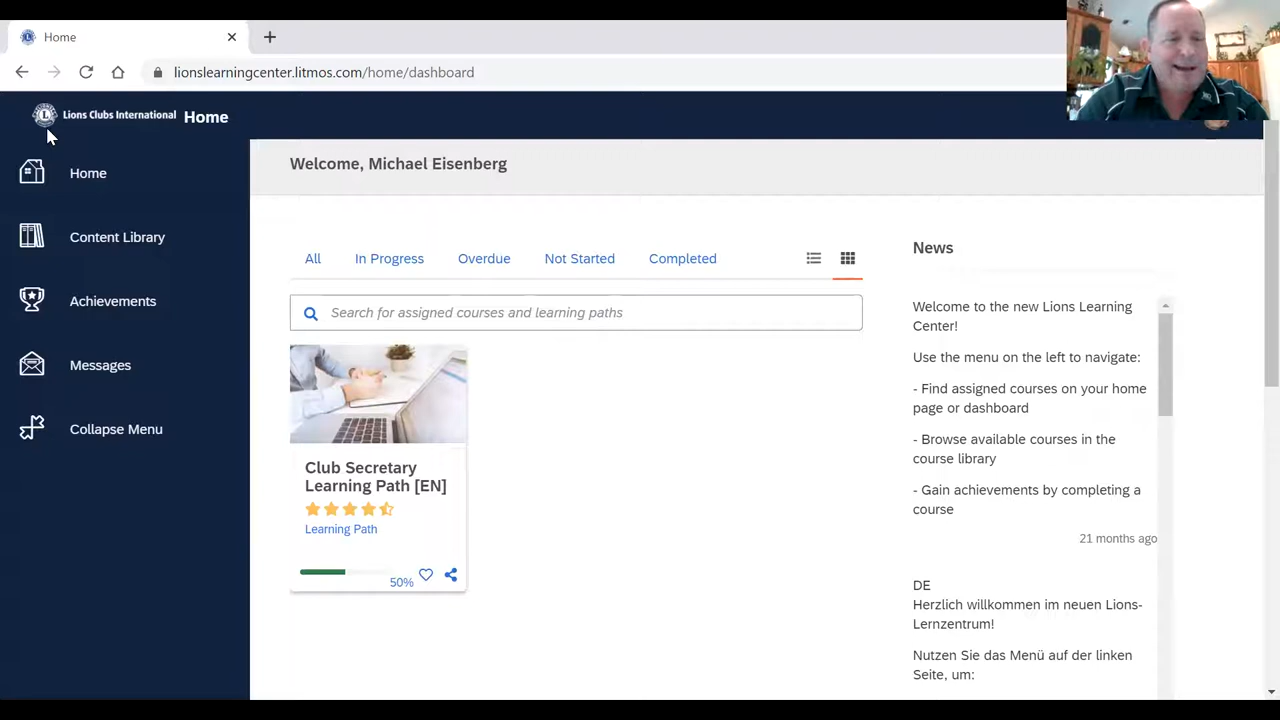 Home
lionslearningcenter.litmos.com/home/dashboard
Lions Clubs International Home
Home
Content Library
Achievements
Messages
Collapse Menu
Welcome, Michael Eisenberg
All In Progress Overdue Not Started Completed
Search for assigned courses and learning paths
Club Secretary
Learning Path [EN]
Learning Path
50%
News
Welcome to the new Lions Learning
Center!
Use the menu on the left to navigate:
- Find assigned courses on your home
page or dashboard
- Browse available courses in the
course library
- Gain achievements by completing a
course
21 months ago
DE
Herzlich willkommen im neuen Lions-
Lernzentrum!
Nutzen Sie das Menü auf der linken
Seite, um: